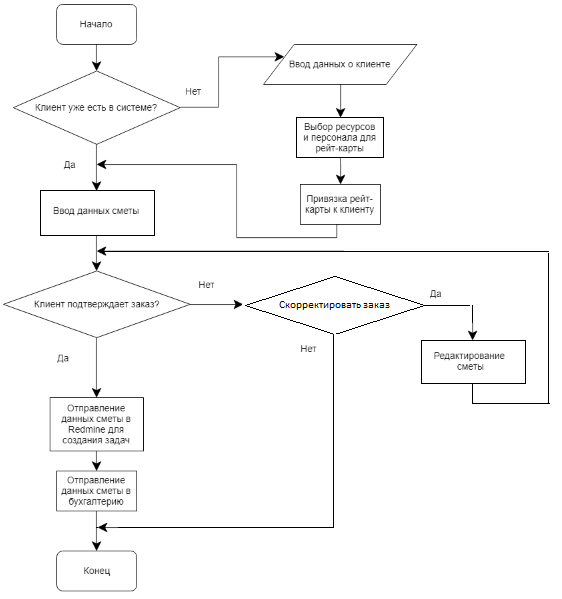 Начало
Ввод данных о клиенте
Нет
Клиент уже есть в системе?
Выбор ресурсов
и персонала для
рейт-карты
Да
Привязка рейт-
карты к клиенту
Ввод данных сметы
Нет
Клиент подтверждает заказ?
Скорректировать заказ
Да
Нет
Редактирование
сметы
Да
Отправление
данных сметы в
Redmine для
создания задач
Отправление
данных сметы в
бухгалтерию
Конец